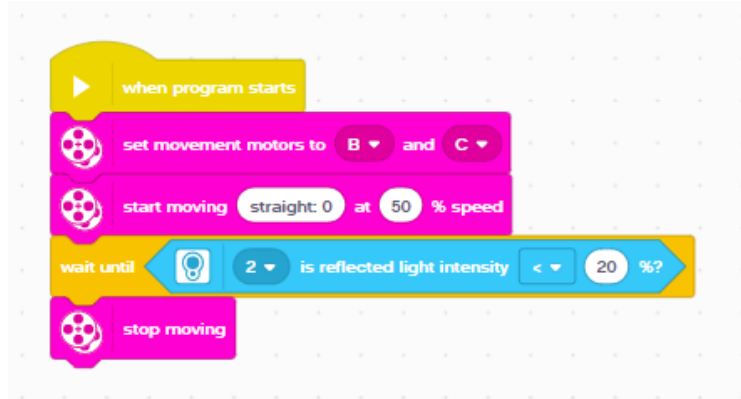 when program starts
set movement motors to B and C
start moving straight: 0 at 50 % speed
wait until 2 is reflected light intensity < 20 %?
stop moving